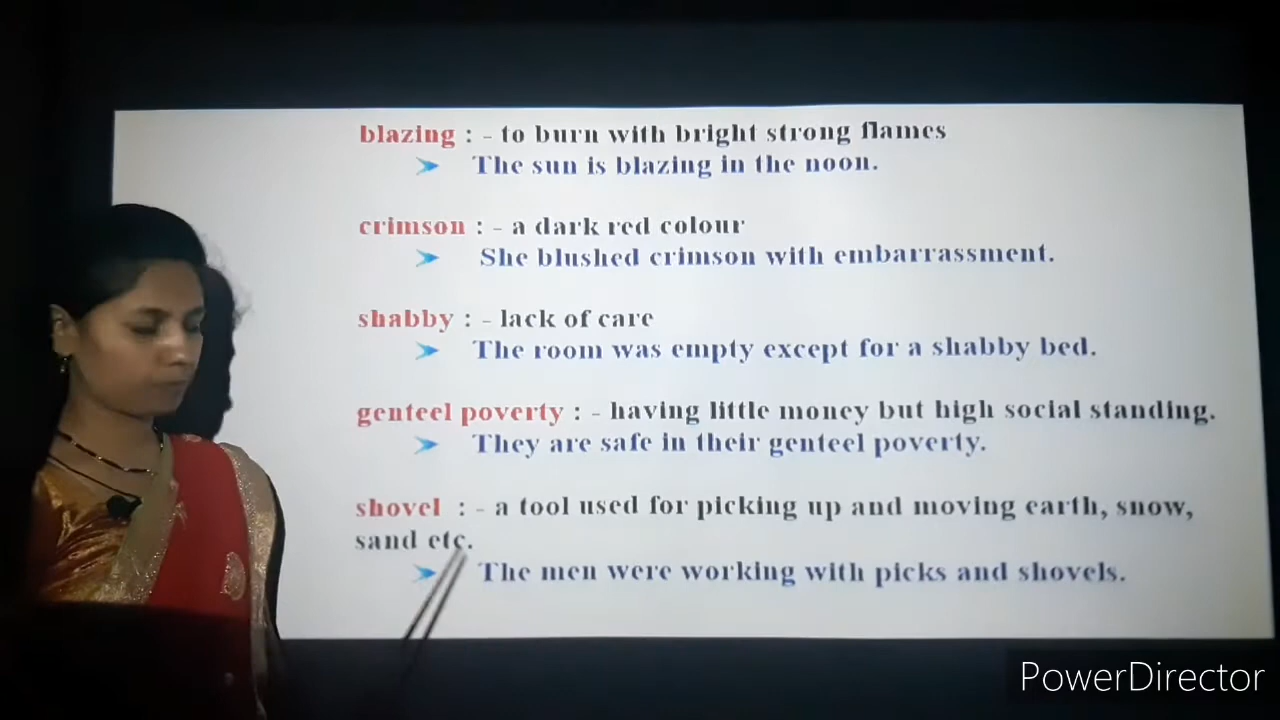 blazing : - to burn with bright strong flames
➢ The sun is blazing in the noon.
crimson : - a dark red colour
➢ She blushed crimson with embarrassment.
shabby : - lack of care
➢ The room was empty except for a shabby bed.
genteel poverty : - having little money but high social standing.
➢ They are safe in their genteel poverty.
shovel : - a tool used for picking up and moving earth, snow,
sand etc.
➢ The men were working with picks and shovels.
PowerDirector